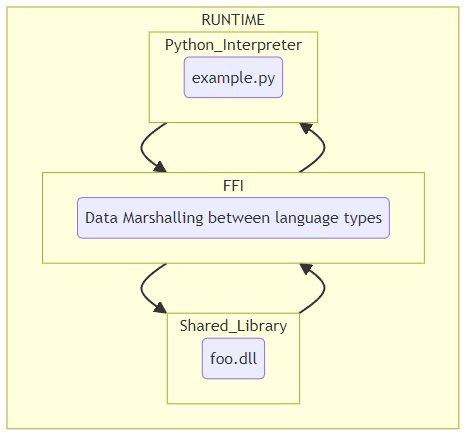 RUNTIME
Python_Interpreter
example.py
FFI
Data Marshalling between language types
Shared_Library
foo.dll